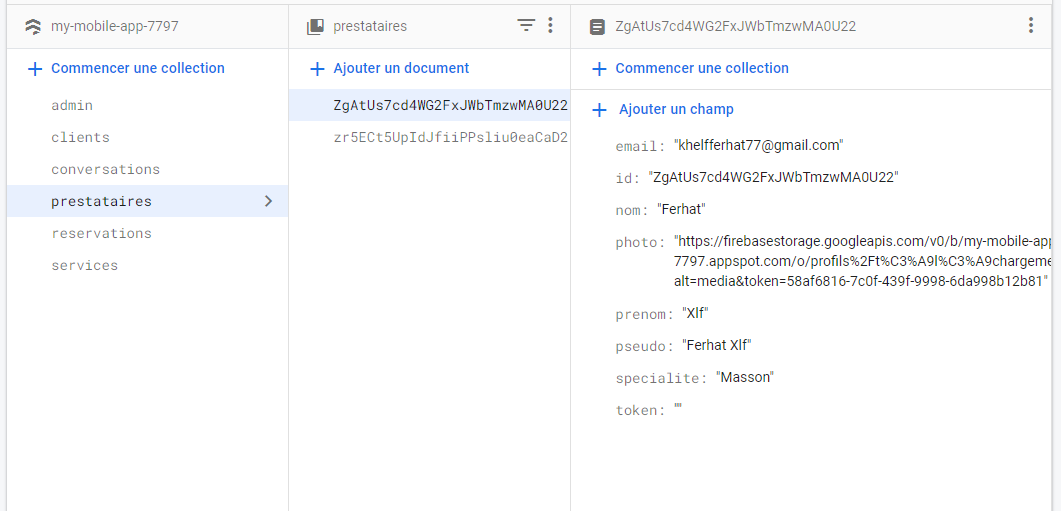 my-mobile-app-7797
Commencer une collection
admin
clients
conversations
prestataires
reservations
services
prestataires
Ajouter un document
ZgAtUs7cd4WG2FxJWbTmzwMA0U22
zr5ECt5UpIdJfiiPPsliu0eaCaD2
ZgAtUs7cd4WG2FxJWbTmzwMA0U22
Commencer une collection
Ajouter un champ
email: "khelfferhat77@gmail.com"
id: "ZgAtUs7cd4WG2FxJWbTmzwMA0U22"
nom: "Ferhat"
photo: "https://firebasestorage.googleapis.com/v0/b/my-mobile-app
7797.appspot.com/o/profils%2Ft%C3%A9l%C3%A9chargeme
alt=media&token=58af6816-7c0f-439f-9998-6da998b12b81"
prenom: "Xlf"
pseudo: "Ferhat Xlf"
specialite: "Masson"
token: ""